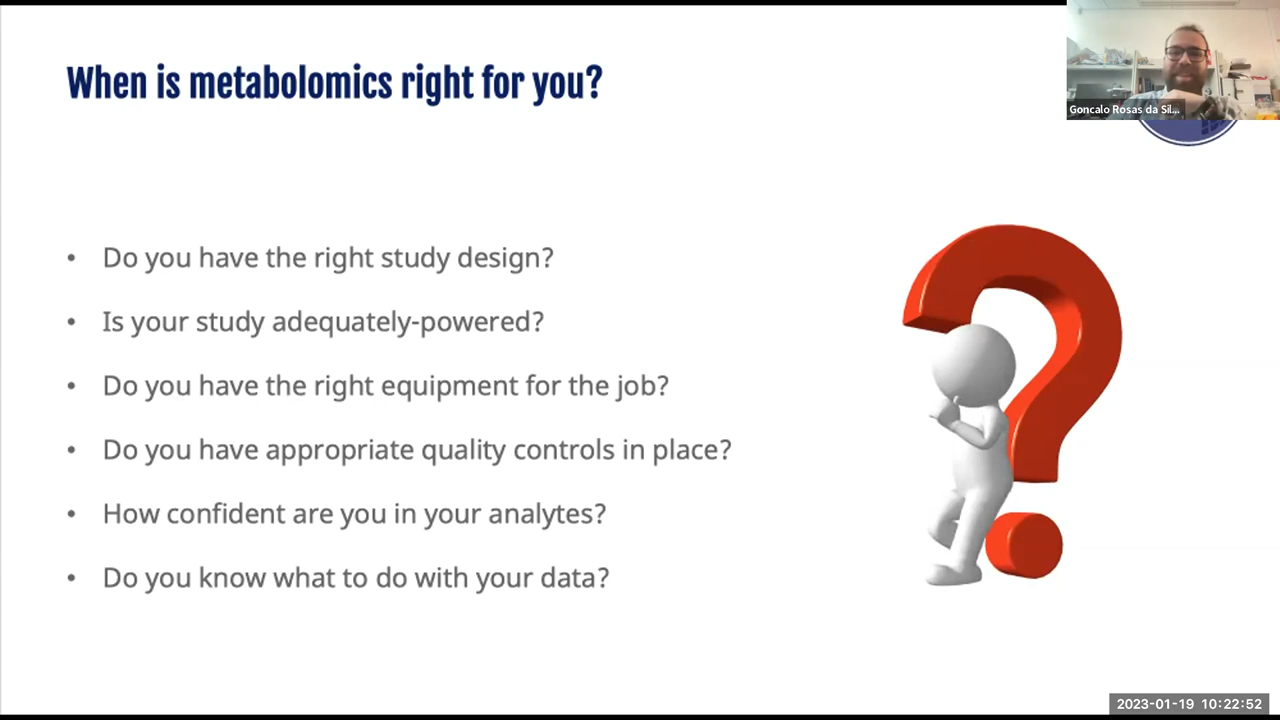 When is metabolomics right for you?
Goncalo Rosas da Sil...
• Do you have the right study design?
• Is your study adequately-powered?
• Do you have the right equipment for the job?
• Do you have appropriate quality controls in place?
• How confident are you in your analytes?
• Do you know what to do with your data?
2023-01-19 10:22:52